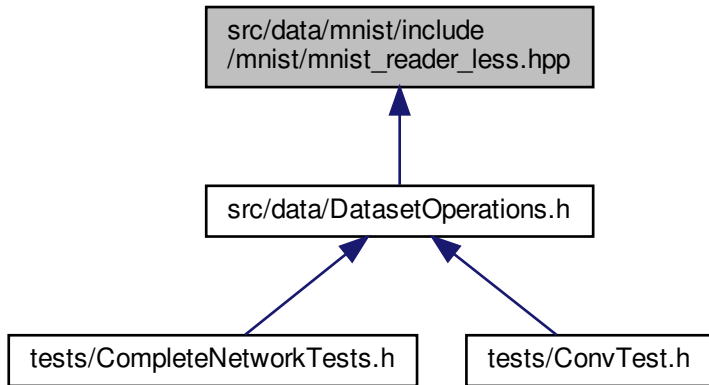 src/data/mnist/include
/mnist/mnist_reader_less.hpp
src/data/DatasetOperations.h
tests/CompleteNetworkTests.h
tests/ConvTest.h